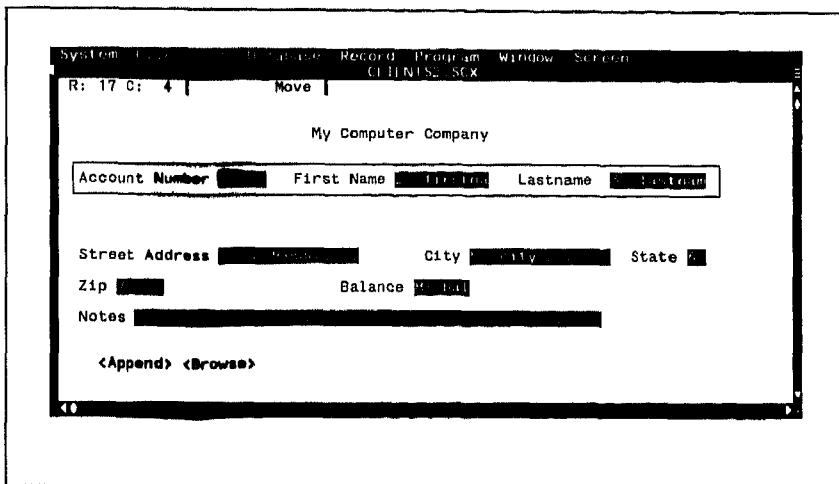 System Database Record Program Window Screen
CLIENTS2.SCX
R: 17 C: 4 Move
My Computer Company
Account Number First Name Lastname
Street Address City State
Zip Balance
Notes
<Append> <Browse>